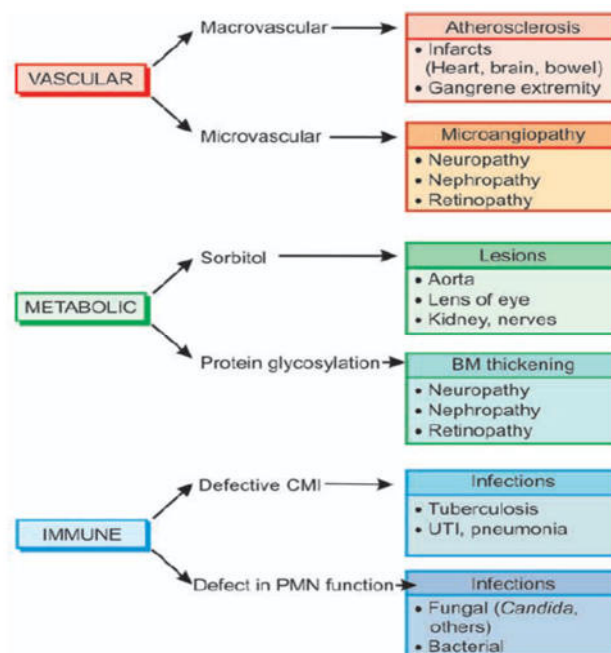 Macrovascular
Atherosclerosis
• Infarcts
(Heart, brain, bowel)
• Gangrene extremity
VASCULAR
Microvascular
Microangiopathy
• Neuropathy
• Nephropathy
• Retinopathy
Sorbitol
Lesions
• Aorta
• Lens of eye
• Kidney, nerves
METABOLIC
Protein glycosylation
BM thickening
• Neuropathy
• Nephropathy
• Retinopathy
Defective CMI
Infections
• Tuberculosis
• UTI, pneumonia
IMMUNE
Defect in PMN function
Infections
• Fungal (Candida,
others)
• Bacterial